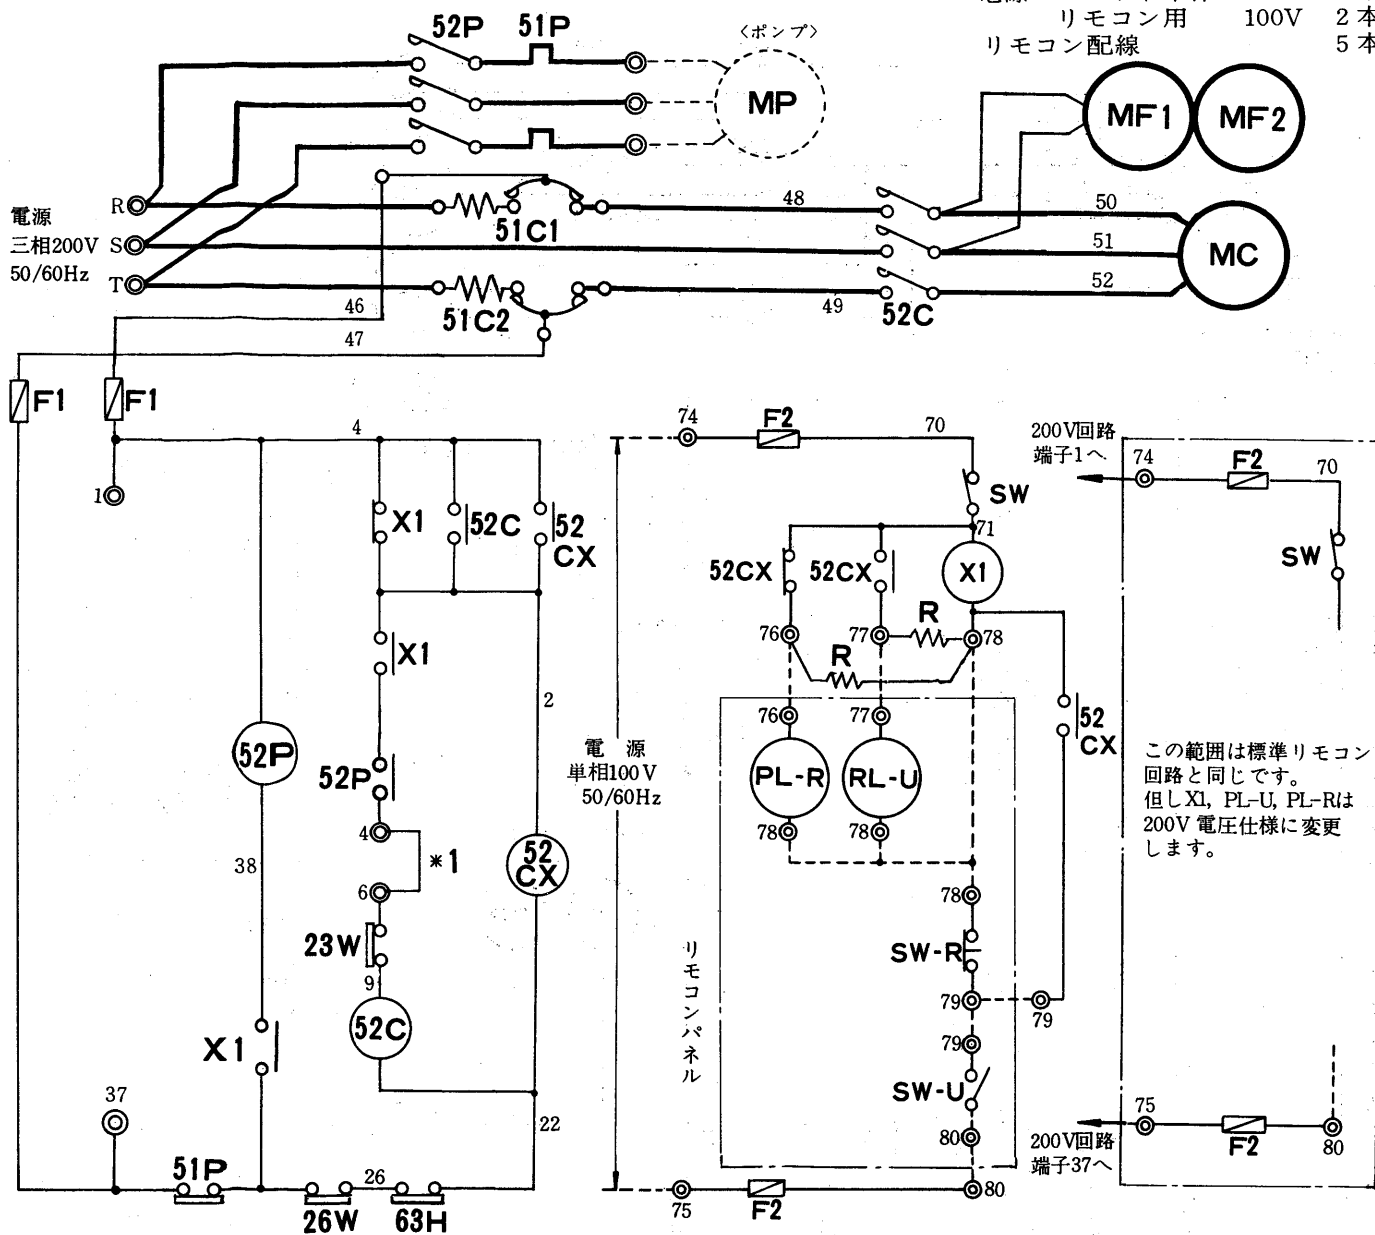 リモコン用 100V 2本
リモコン配線 5本
52P 51P 〈ポンプ〉
MP
MF1 MF2
電源
三相200V
50/60Hz
R
S
T
51C1
48
50
51
MC
52
51C2
49
52C
46
47
F1
F1
4
1
X1
52C
52
CX
X1
2
52P
52P
4
※1
6
38
52
CX
23W
9
52C
X1
37
22
51P
26
26W
63H
74
F2
70
SW
71
52CX
52CX
X1
R
76
77
78
R
電源
単相100V
50/60Hz
76
77
52
CX
PL-R
RL-U
78
78
78
リモコンパネル
SW-R
79
79
79
SW-U
80
75
F2
80
200V回路
端子1へ
74
F2
70
SW
この範囲は標準リモコン
回路と同じです。
但しX1, PL-U, PL-Rは
200V電圧仕様に変更
します。
75
200V回路
端子37へ
F2
80